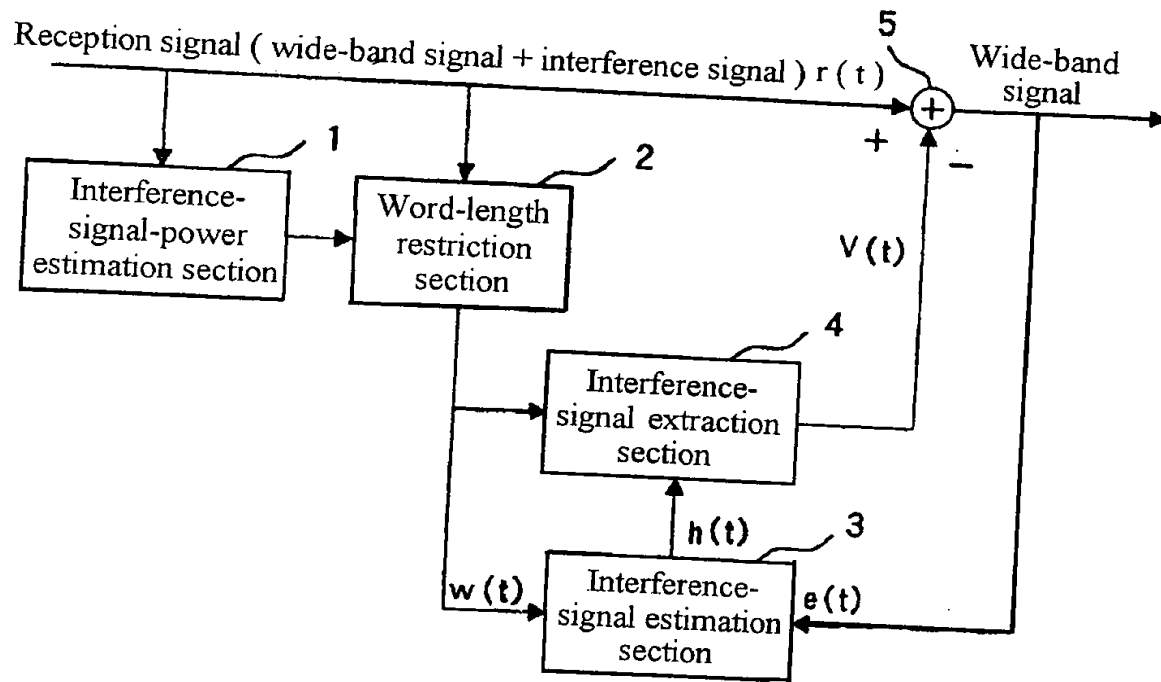 Reception signal ( wide-band signal + interference signal ) r ( t )
5
Wide-band
signal
+
+
−
1
2
Interference-
signal-power
estimation section
Word-length
restriction
section
V(t)
4
Interference-
signal extraction
section
h(t)
3
w(t)
Interference-
signal estimation
section
e(t)